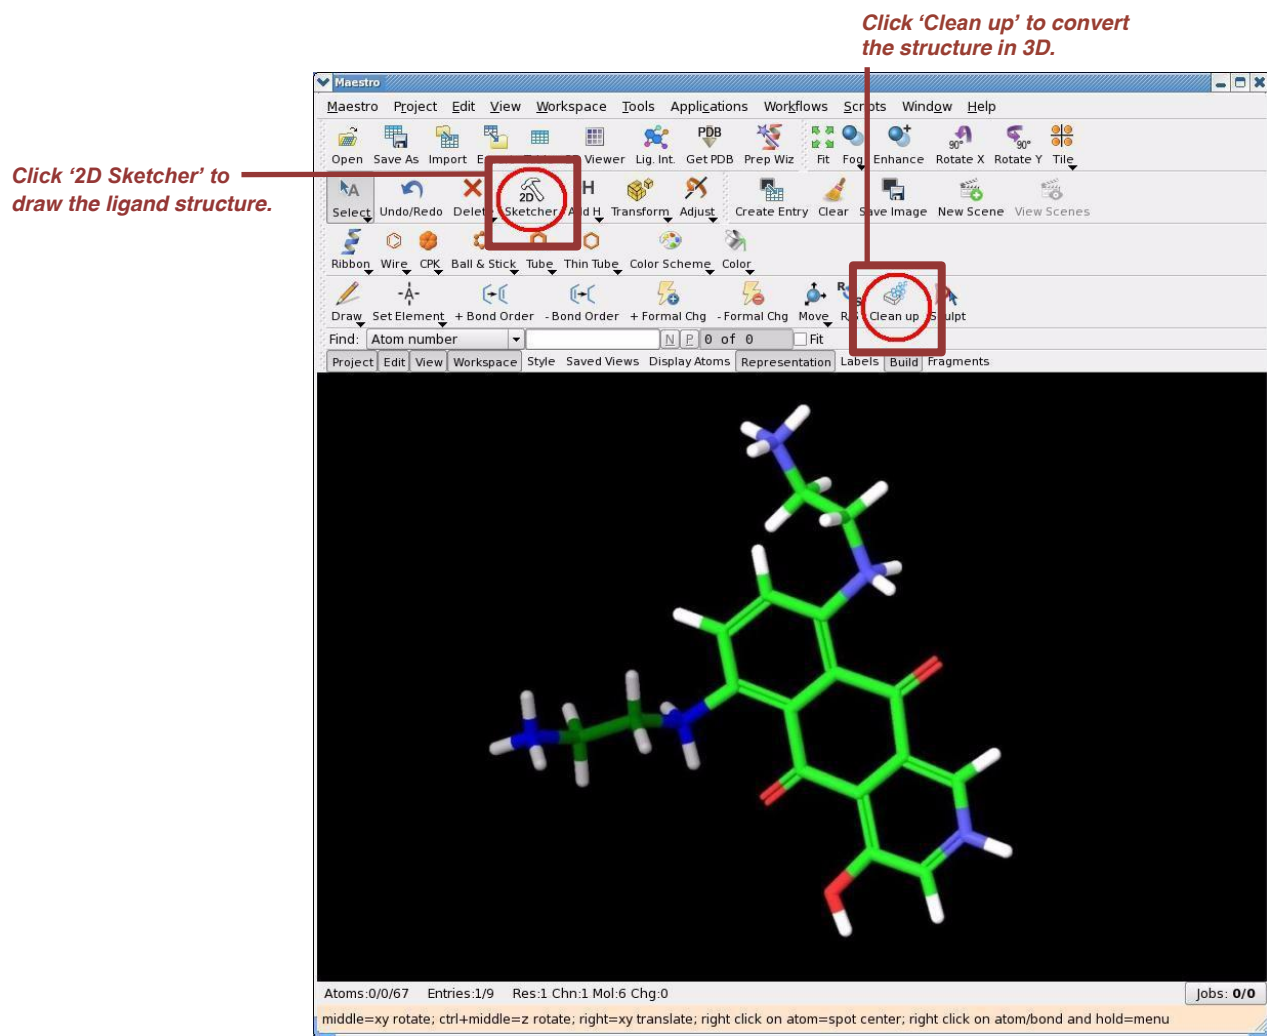 Click ‘Clean up’ to convert
the structure in 3D.
Maestro
Maestro Project Edit View Workspace Tools Applications Workflows Scripts Window Help
PDB 90° 90°
Open Save As Import Viewer Lig. Int. Get PDB Prep Wiz Fit Fog Enhance Rotate X Rotate Y Tile
Click ‘2D Sketcher’ to
draw the ligand structure.
A 2D H
Select Undo/Redo Delete Sketcher H Transform Adjust Create Entry Clear Save Image New Scene View Scenes
Ribbon Wire CPK Ball & Stick Tube Thin Tube Color Scheme Color
-A- R S
Draw Set Element + Bond Order - Bond Order + Formal Chg - Formal Chg Move R/S Clean up Sculpt
Find: Atom number N P 0 of 0 Fit
Project Edit View Workspace Style Saved Views Display Atoms Representation Labels Build Fragments
Atoms:0/0/67 Entries:1/9 Res:1 Chn:1 Mol:6 Chg:0 Jobs: 0/0
middle=xy rotate; ctrl+middle=z rotate; right=xy translate; right click on atom=spot center; right click on atom/bond and hold=menu